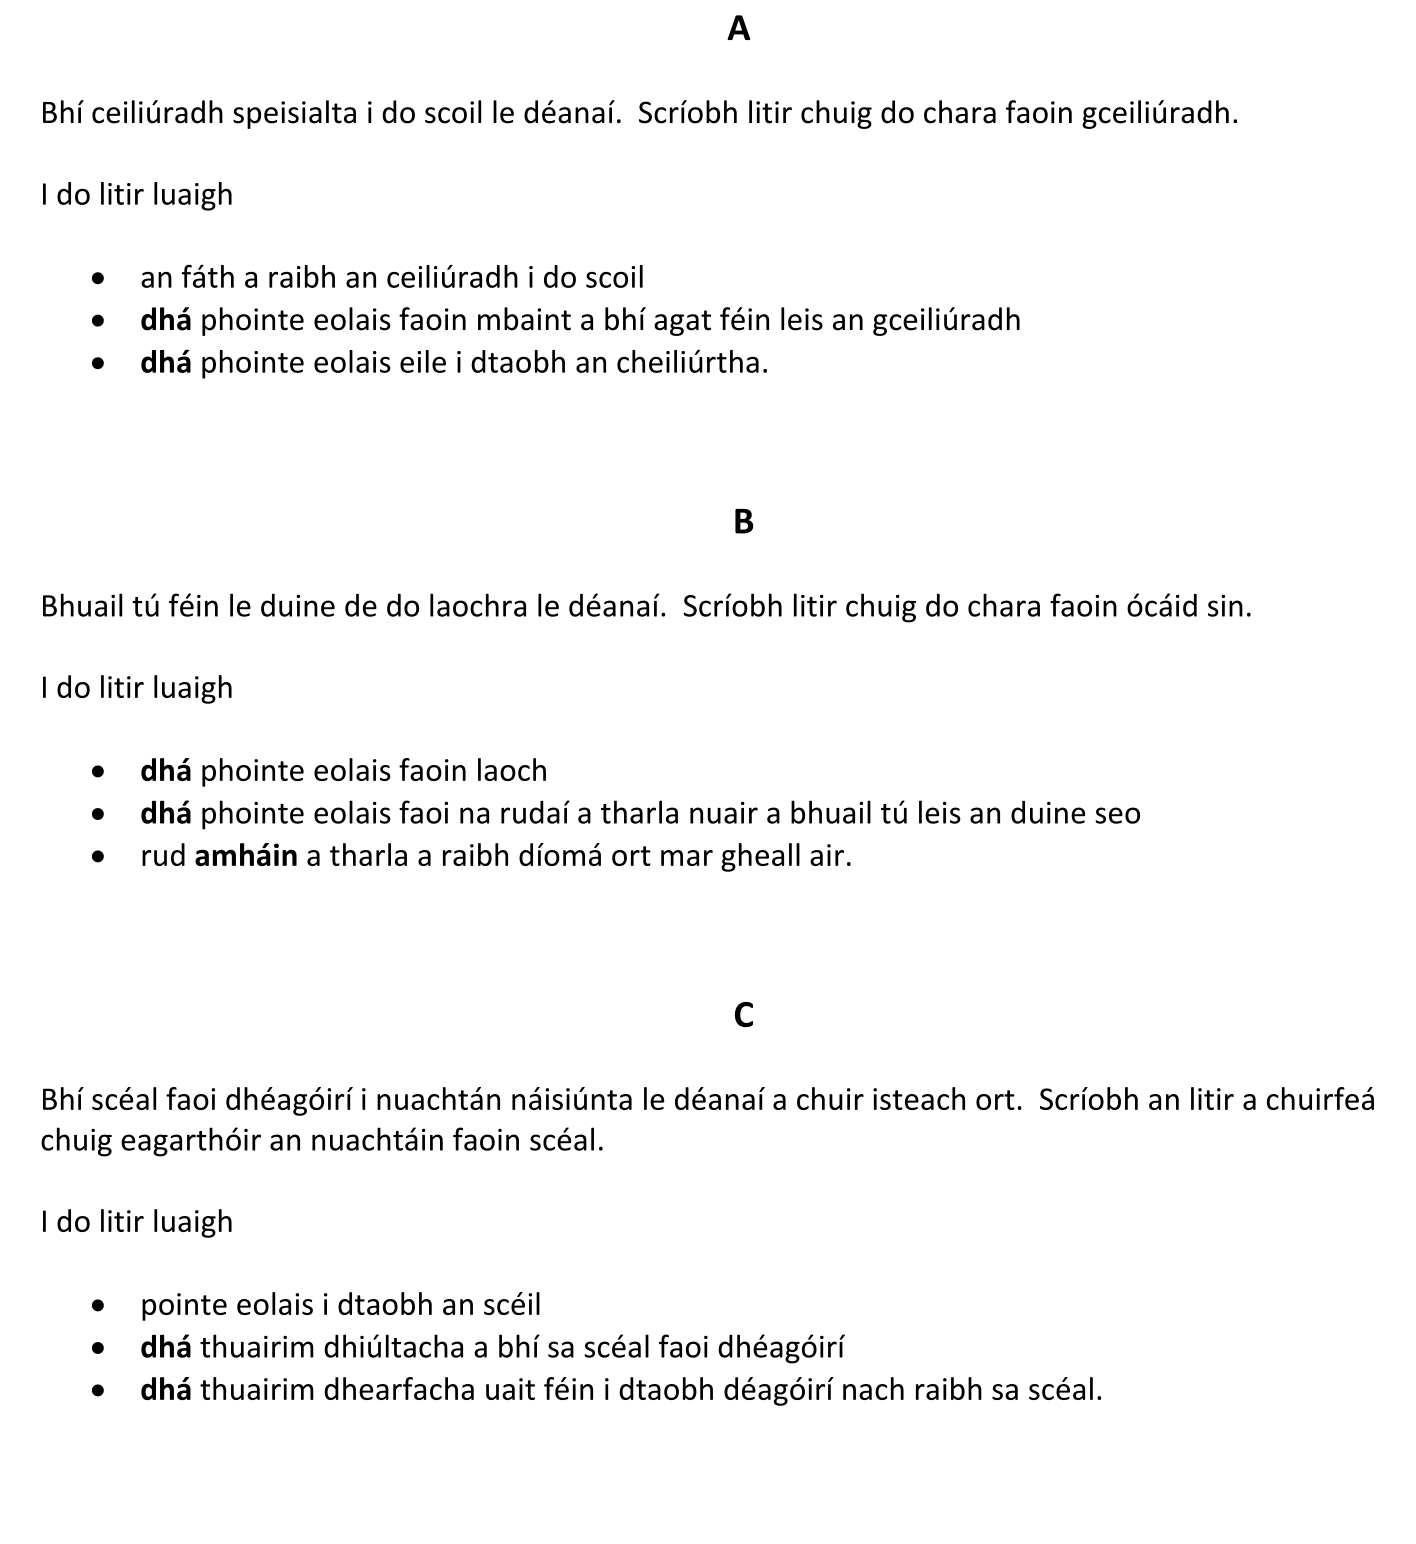 A
Bhí ceiliúradh speisialta i do scoil le déanaí.  Scríobh litir chuig do chara faoin gceiliúradh.
I do litir luaigh
• an fáth a raibh an ceiliúradh i do scoil
• dhá phointe eolais faoin mbaint a bhí agat féin leis an gceiliúradh
• dhá phointe eolais eile i dtaobh an cheiliúrtha.
B
Bhuail tú féin le duine de do laochra le déanaí.  Scríobh litir chuig do chara faoin ócáid sin.
I do litir luaigh
• dhá phointe eolais faoin laoch
• dhá phointe eolais faoi na rudaí a tharla nuair a bhuail tú leis an duine seo
• rud amháin a tharla a raibh díomá ort mar gheall air.
C
Bhí scéal faoi dhéagóirí i nuachtán náisiúnta le déanaí a chuir isteach ort.  Scríobh an litir a chuirfeá
chuig eagarthóir an nuachtáin faoin scéal.
I do litir luaigh
• pointe eolais i dtaobh an scéil
• dhá thuairim dhiúltacha a bhí sa scéal faoi dhéagóirí
• dhá thuairim dhearfacha uait féin i dtaobh déagóirí nach raibh sa scéal.